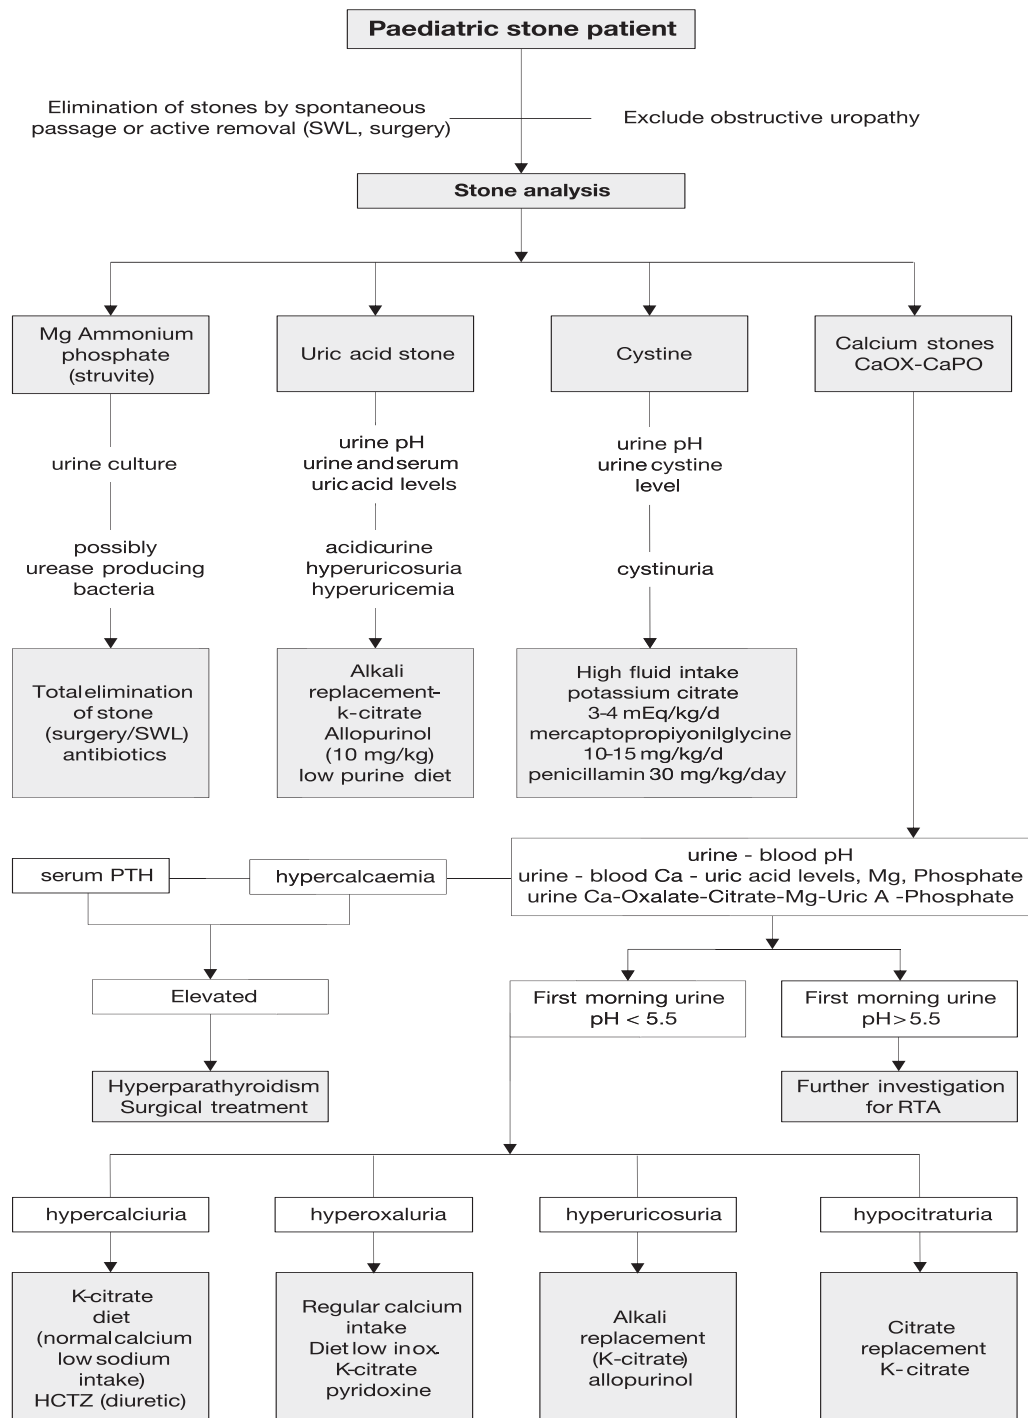 Paediatric stone patient
Elimination of stones by spontaneous
passage or active removal (SWL, surgery)
Exclude obstructive uropathy
Stone analysis
Mg Ammonium
phosphate
(struvite)
Uric acid stone
Cystine
Calcium stones
CaOX-CaPO
urine culture
urine pH
urine and serum
uric acid levels
urine pH
urine cystine
level
possibly
urease producing
bacteria
acidic urine
hyperuricosuria
hyperuricemia
cystinuria
Total elimination
of stone
(surgery/SWL)
antibiotics
Alkali
replacement-
k-citrate
Allopurinol
(10 mg/kg)
low purine diet
High fluid intake
potassium citrate
3-4 mEq/kg/d
mercaptopropiyonilglycine
10-15 mg/kg/d
penicillamin 30 mg/kg/day
serum PTH
hypercalcaemia
urine - blood pH
urine - blood Ca - uric acid levels, Mg, Phosphate
urine Ca-Oxalate-Citrate-Mg-Uric A -Phosphate
Elevated
First morning urine
pH < 5.5
First morning urine
pH > 5.5
Hyperparathyroidism
Surgical treatment
Further investigation
for RTA
hypercalciuria
hyperoxaluria
hyperuricosuria
hypocitraturia
K-citrate
diet
(normal calcium
low sodium
intake)
HCTZ (diuretic)
Regular calcium
intake
Diet low in ox.
K-citrate
pyridoxine
Alkali
replacement
(K-citrate)
allopurinol
Citrate
replacement
K- citrate